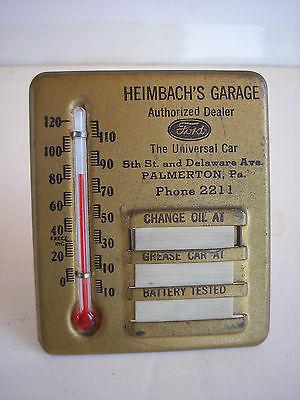 HEIMBACH'S GARAGE
Authorized Dealer
Ford
The Universal Car
5th St. and Delaware Ave.
PALMERTON, Pa.
Phone 2211
CHANGE OIL AT
GREASE CAR AT
BATTERY TESTED
120
110
100
90
80
70
60
50
40
30
20
10
0
10